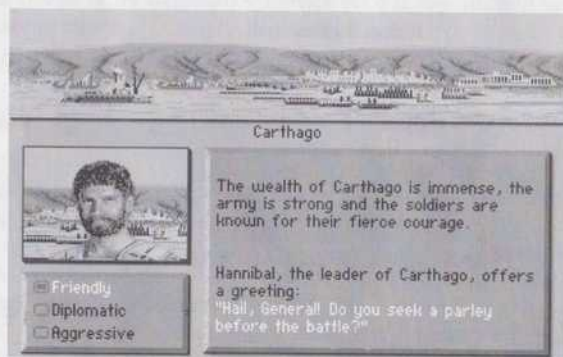 Carthago
The wealth of Carthago is immense, the
army is strong and the soldiers are
known for their fierce courage.
Hannibal, the leader of Carthago, offers
a greeting:
"Hail, General! Do you seek a parley
before the battle?"
Friendly
Diplomatic
Aggressive